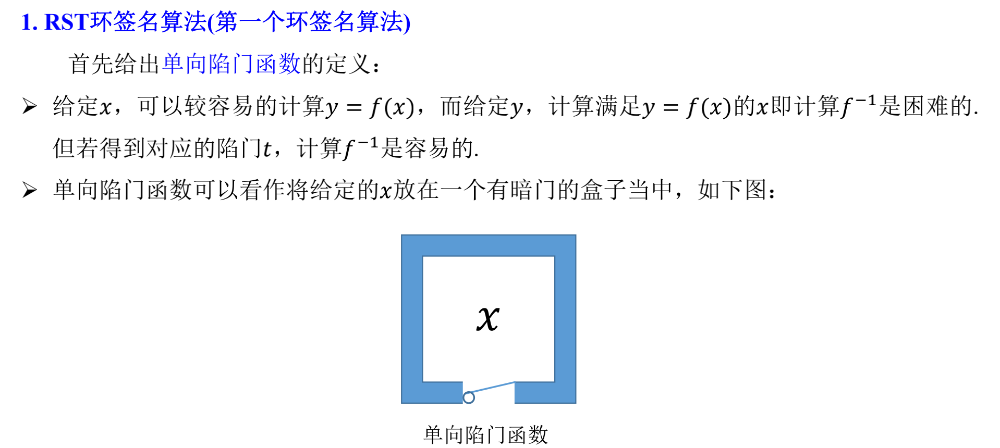 1. RST环签名算法(第一个环签名算法)
首先给出单向陷门函数的定义：
➢ 给定x，可以较容易的计算y = f(x)，而给定y，计算满足y = f(x)的x即计算f⁻¹是困难的.
但若得到对应的陷门t，计算f⁻¹是容易的.
➢ 单向陷门函数可以看作将给定的x放在一个有暗门的盒子当中，如下图：
x
单向陷门函数